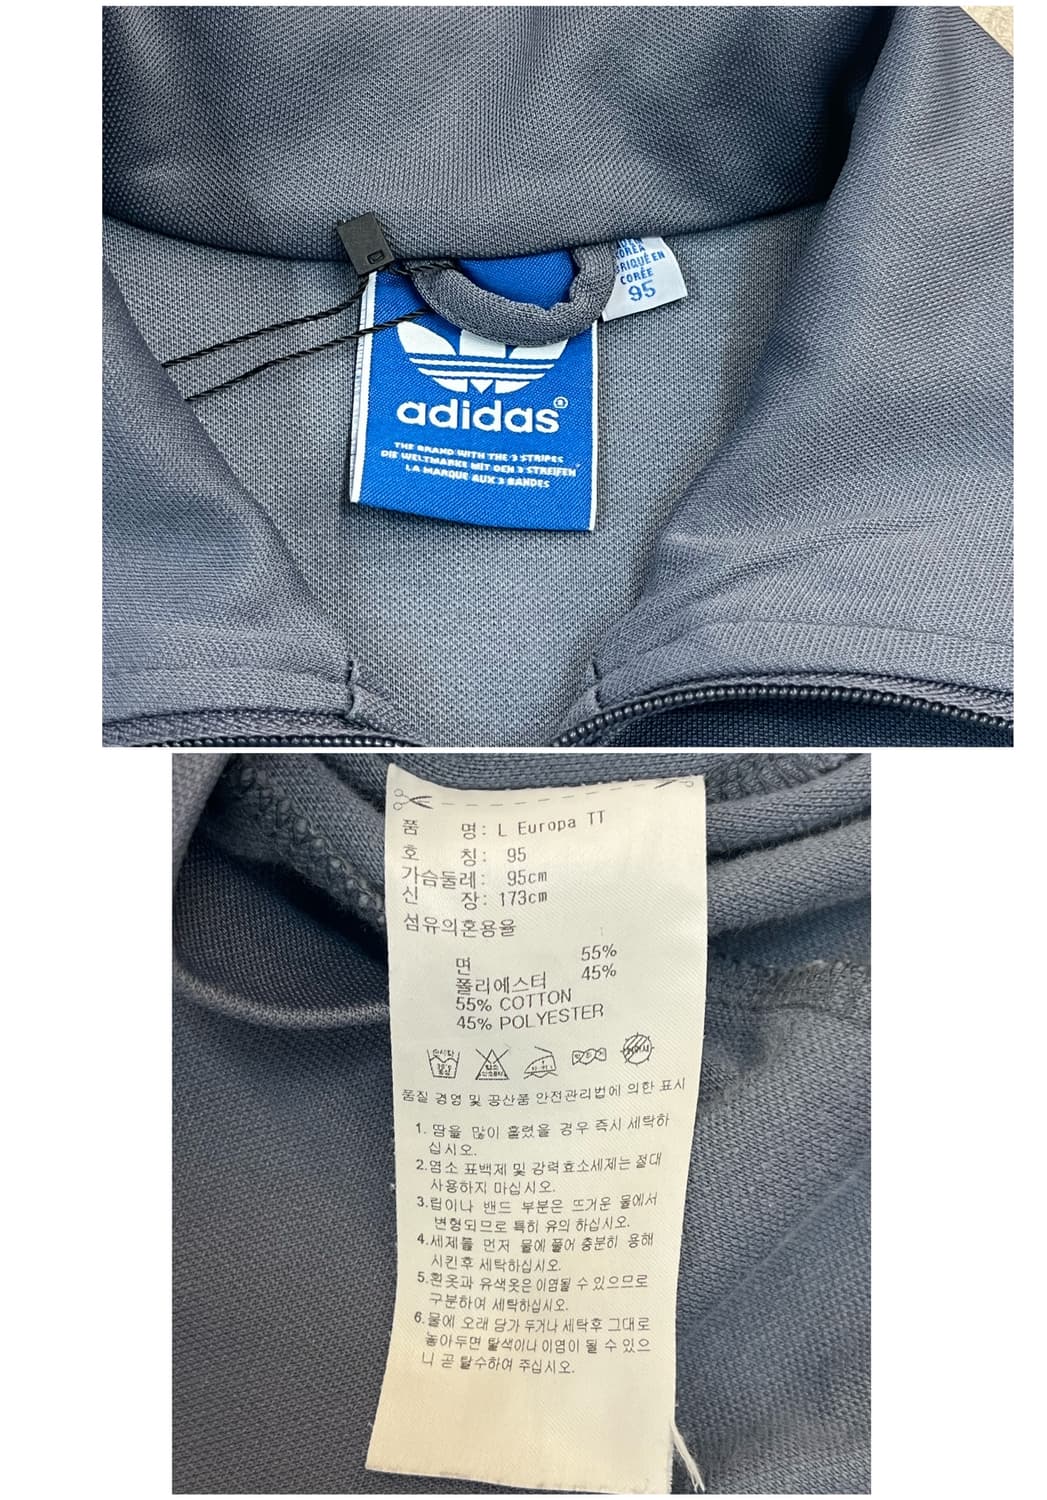 COREA
CORÉE
95
adidas®
THE BRAND WITH THE 3 STRIPES
DIE WELTMARKE MIT DEN 3 STREIFEN
LA MARQUE AUX 3 BANDES
품 명: L Europa TT
호 칭: 95
가슴둘레: 95cm
신 장: 173cm
섬유의혼용율
면 55%
폴리에스터 45%
55% COTTON
45% POLYESTER
품질 경영 및 공산품 안전관리법에 의한 표시
1. 땀을 많이 흘렸을 경우 즉시 세탁하
십시오.
2.염소 표백제 및 강력효소세제는 절대
사용하지 마십시오.
3.립이나 밴드 부분은 뜨거운 물에서
변형되므로 특히 유의 하십시오.
4.세제를 먼저 물에 풀어 충분히 용해
시킨후 세탁하십시오.
5.흰옷과 유색옷은 이염될 수 있으므로
구분하여 세탁하십시오.
6.물에 오래 담가 두거나 세탁후 그대로
놓아두면 탈색이나 이염이 될 수 있으
니 곧 탈수하여 주십시오.